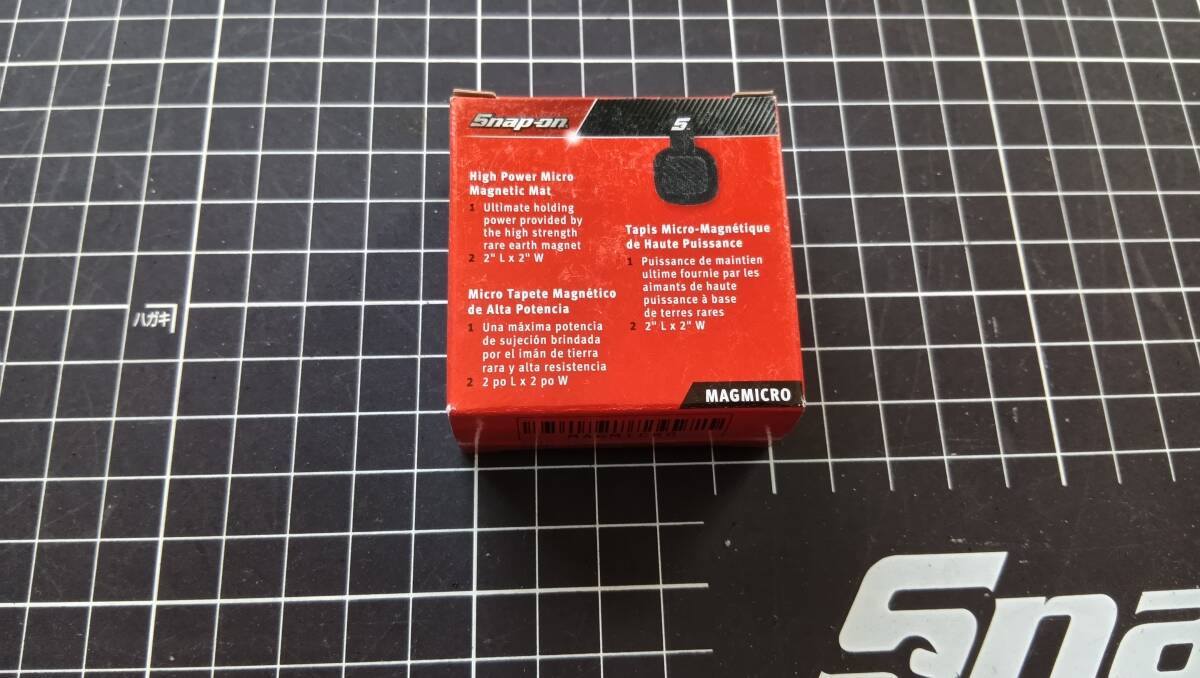 Snap-on
S
High Power Micro
Magnetic Mat
1 Ultimate holding
power provided by
the high strength
rare earth magnet
2 2" L x 2" W
Micro Tapete Magnético
de Alta Potencia
1 Una máxima potencia
de sujeción brindada
por el imán de tierra
rara y alta resistencia
2 2 po L x 2 po W
Tapis Micro-Magnétique
de Haute Puissance
1 Puissance de maintien
ultime fournie par les
aimants de haute
puissance à base
de terres rares
2 2" L x 2" W
MAGMICRO
MAGMICRO
ハガキ
Sna